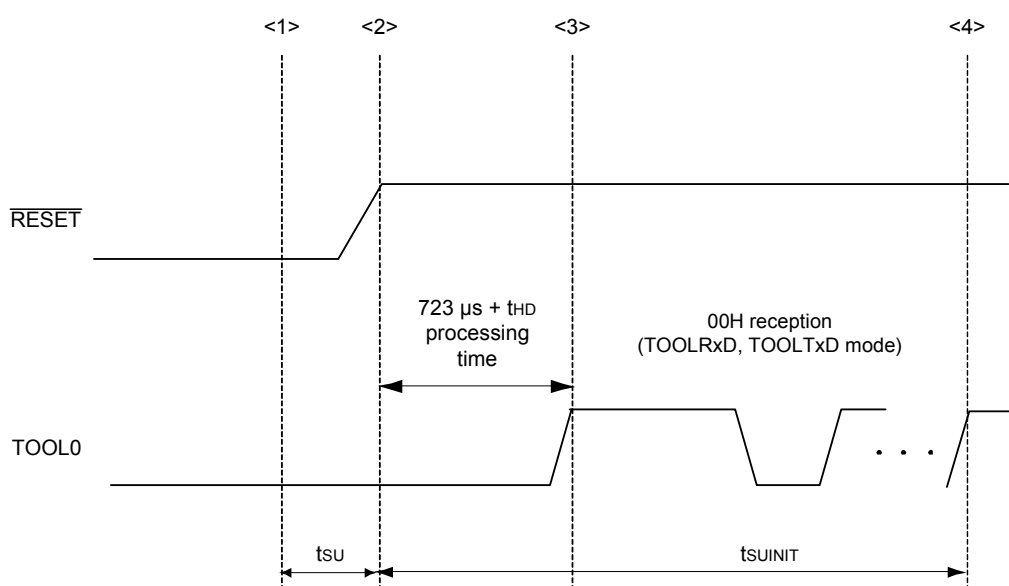 <1> <2> <3> <4>
RESET
723 µs + tHD
processing
time
00H reception
(TOOLRxD, TOOLTxD mode)
TOOL0
tSU
tSUINIT